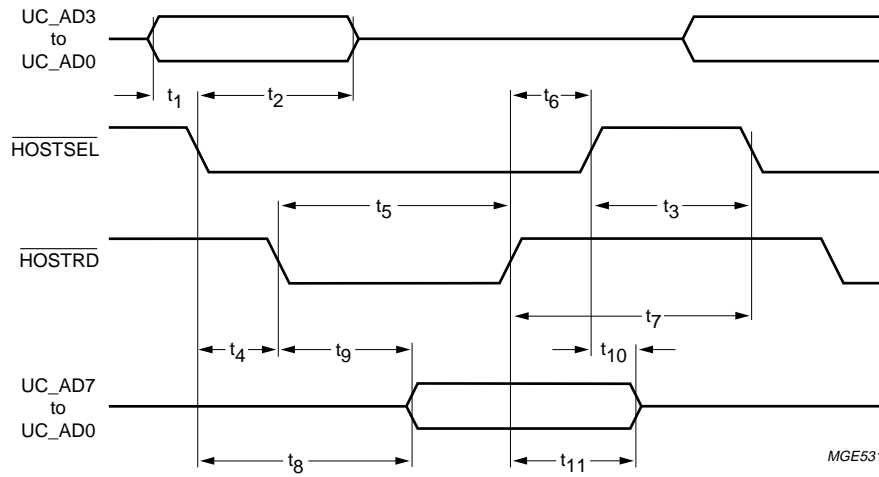 UC_AD3
to
UC_AD0
t1
t2
t6
HOSTSEL
t5
t3
HOSTRD
t7
t4
t9
t10
UC_AD7
to
UC_AD0
t8
t11
MGE531